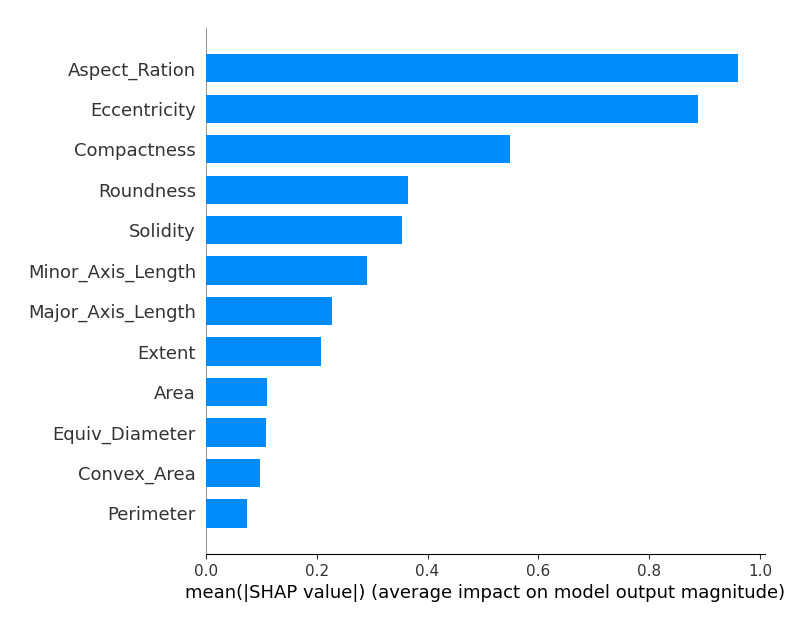 Aspect_Ration
Eccentricity
Compactness
Roundness
Solidity
Minor_Axis_Length
Major_Axis_Length
Extent
Area
Equiv_Diameter
Convex_Area
Perimeter
0.0 0.2 0.4 0.6 0.8 1.0
mean(|SHAP value|) (average impact on model output magnitude)